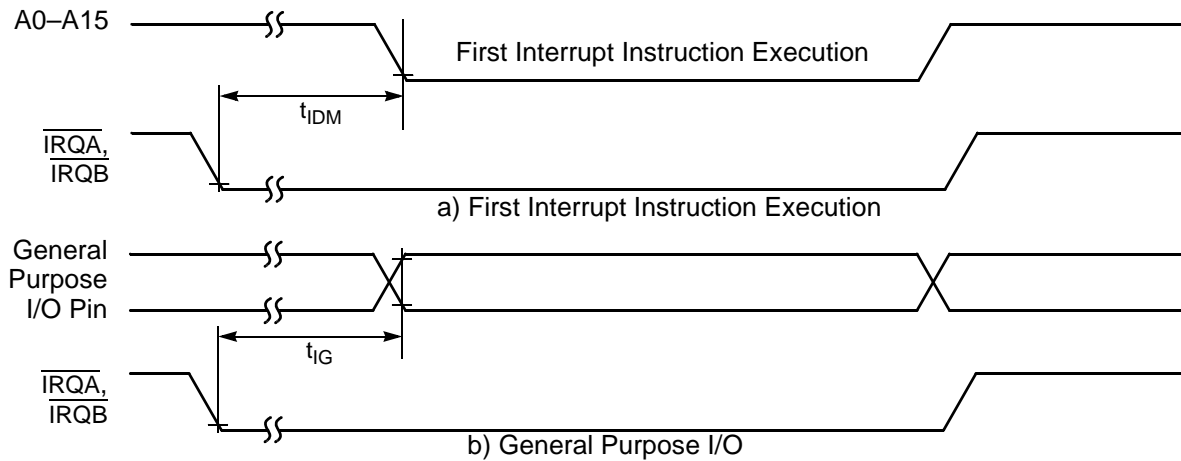 A0–A15
First Interrupt Instruction Execution
tIDM
IRQA,
IRQB
a) First Interrupt Instruction Execution
General
Purpose
I/O Pin
tIG
IRQA,
IRQB
b) General Purpose I/O